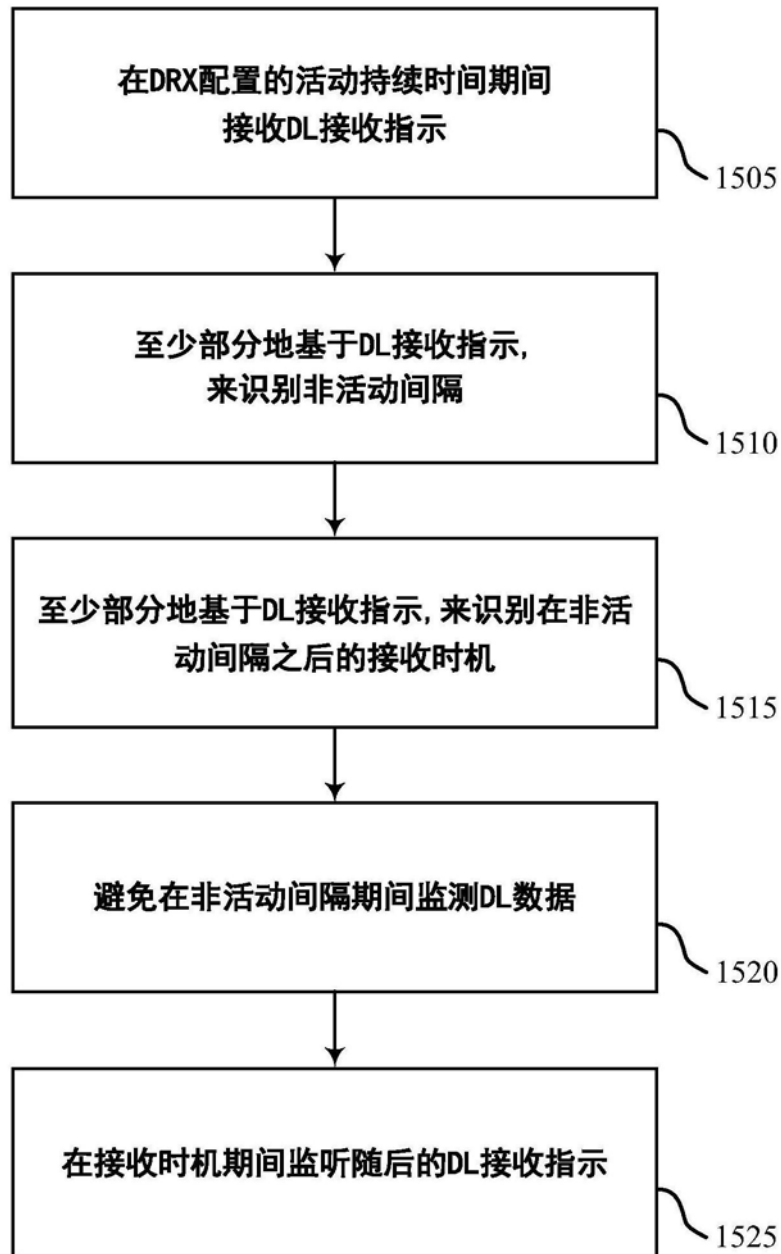 在DRX配置的活动持续时间期间
接收DL接收指示
1505
至少部分地基于DL接收指示,
来识别非活动间隔
1510
至少部分地基于DL接收指示,来识别在非活
动间隔之后的接收时机
1515
避免在非活动间隔期间监测DL数据
1520
在接收时机期间监听随后的DL接收指示
1525